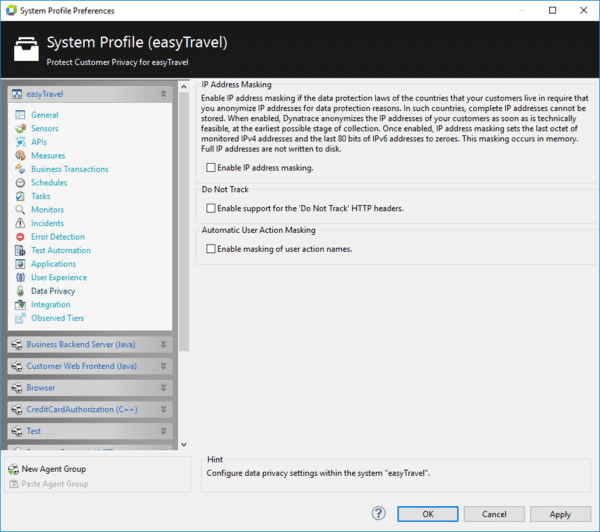 System Profile Preferences
System Profile (easyTravel)
Protect Customer Privacy for easyTravel
easyTravel
General
Sensors
APIs
Measures
Business Transactions
Schedules
Tasks
Monitors
Incidents
Error Detection
Test Automation
Applications
User Experience
Data Privacy
Integration
Observed Tiers
Business Backend Server (Java)
Customer Web Frontend (Java)
Browser
CreditCardAuthorization (C++)
Test
New Agent Group
Paste Agent Group
IP Address Masking
Enable IP address masking if the data protection laws of the countries that your customers live in require that
you anonymize IP addresses for data protection reasons. In such countries, complete IP addresses cannot be
stored. When enabled, Dynatrace anonymizes the IP addresses of your customers as soon as is technically
feasible, at the earliest possible stage of collection. Once enabled, IP address masking sets the last octet of
monitored IPv4 addresses and the last 80 bits of IPv6 addresses to zeroes. This masking occurs in memory.
Full IP addresses are not written to disk.
Enable IP address masking.
Do Not Track
Enable support for the 'Do Not Track' HTTP headers.
Automatic User Action Masking
Enable masking of user action names.
Hint
Configure data privacy settings within the system "easyTravel".
?
OK
Cancel
Apply